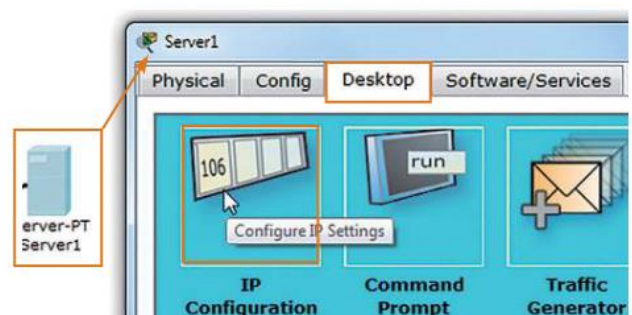 Server1
Physical Config Desktop Software/Services
106
run
Configure IP Settings
erver-PT
Server1
IP Command Traffic
Configuration Prompt Generator